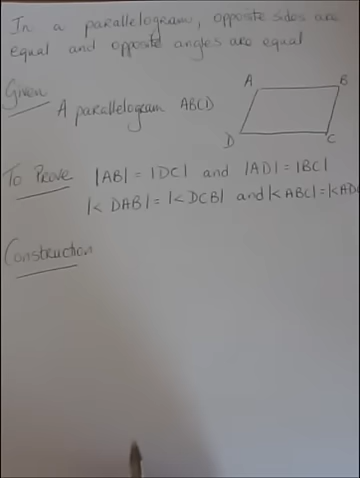 In a parallelogram, opposite sides are
equal and opposite angles are equal
Given
A parallelogram ABCD
A B
D C
To Prove |AB| = |DC| and |AD| = |BC|
|< DAB| = |< DCB| and |< ABC| = |< AD
Construction